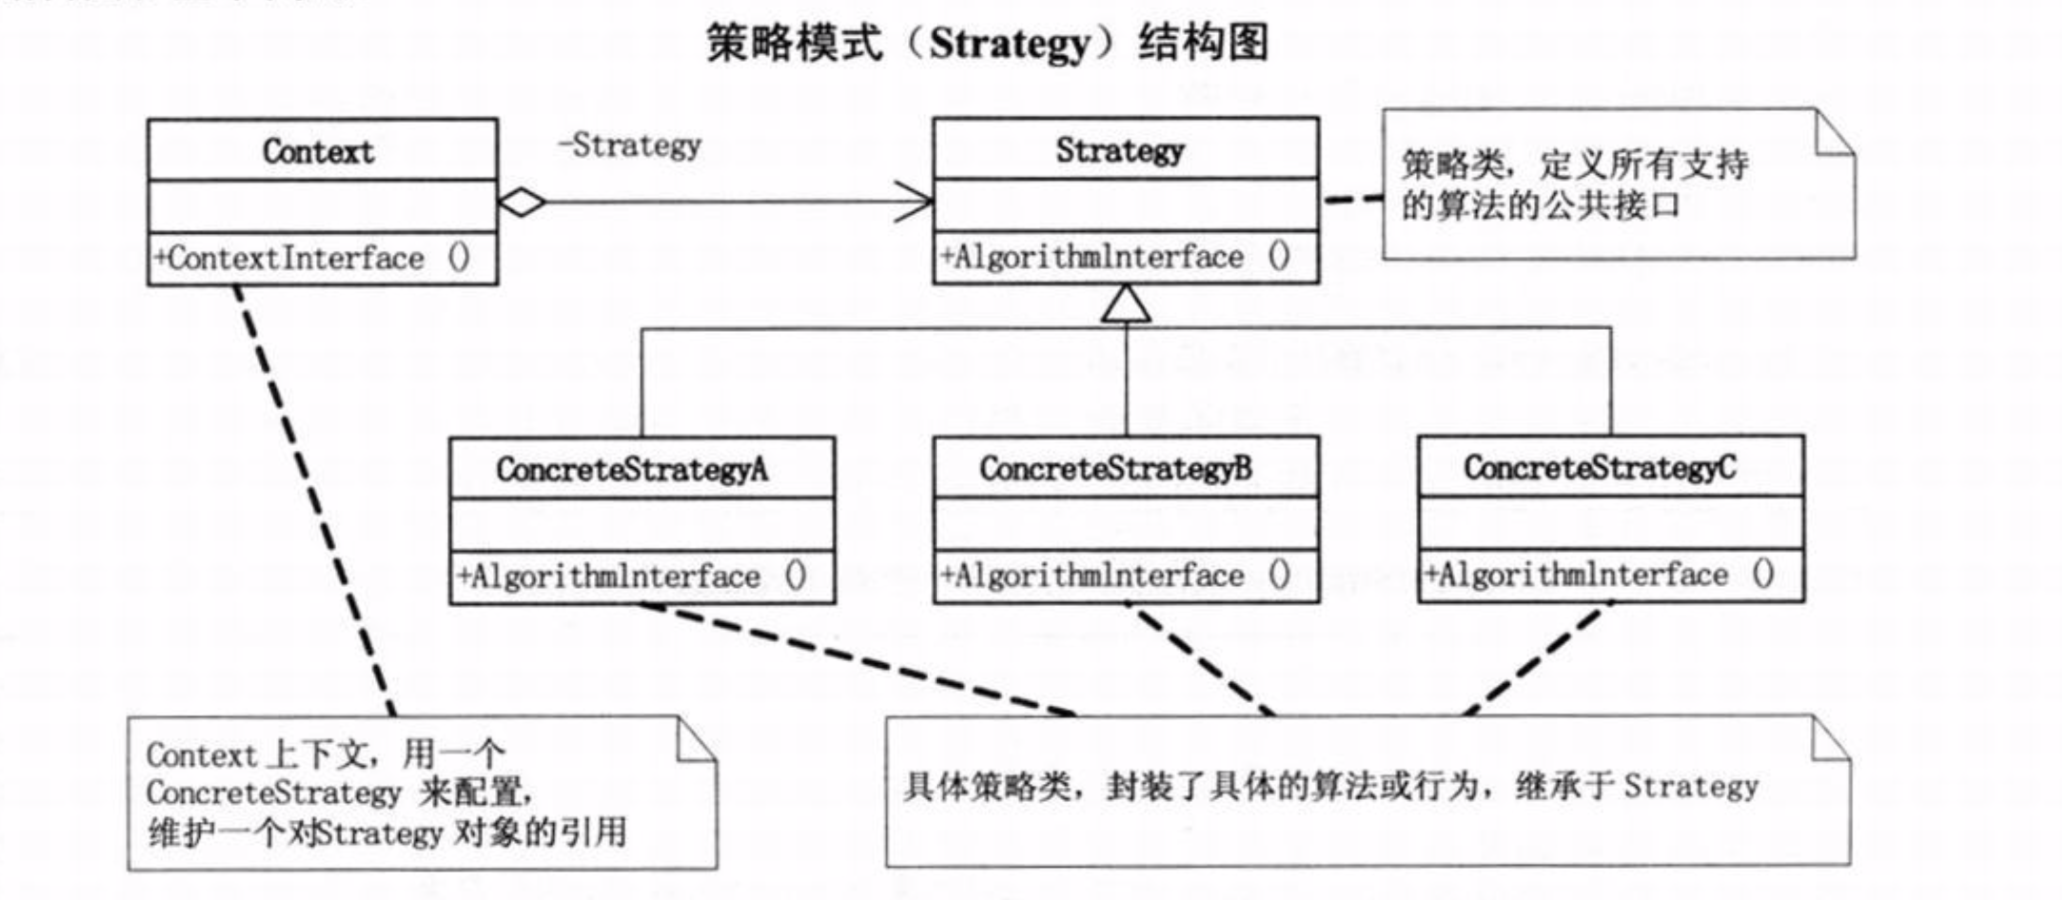 策略模式（Strategy）结构图
Context
-Strategy
Strategy
策略类，定义所有支持
的算法的公共接口
+ContextInterface ()
+AlgorithmInterface ()
ConcreteStrategyA
ConcreteStrategyB
ConcreteStrategyC
+AlgorithmInterface ()
+AlgorithmInterface ()
+AlgorithmInterface ()
Context 上下文，用一个
ConcreteStrategy 来配置，
维护一个对Strategy 对象的引用
具体策略类，封装了具体的算法或行为，继承于 Strategy